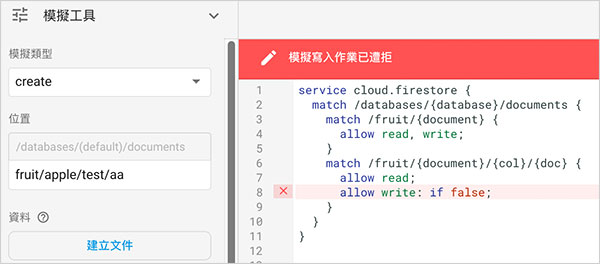 模擬工具
模擬類型
create
位置
/databases/(default)/documents
fruit/apple/test/aa
資料
建立文件
模擬寫入作業已遭拒
1 service cloud.firestore {
2 match /databases/{database}/documents {
3 match /fruit/{document} {
4 allow read, write;
5 }
6 match /fruit/{document}/{col}/{doc} {
7 allow read;
8 allow write: if false;
9 }
10 }
11 }
12